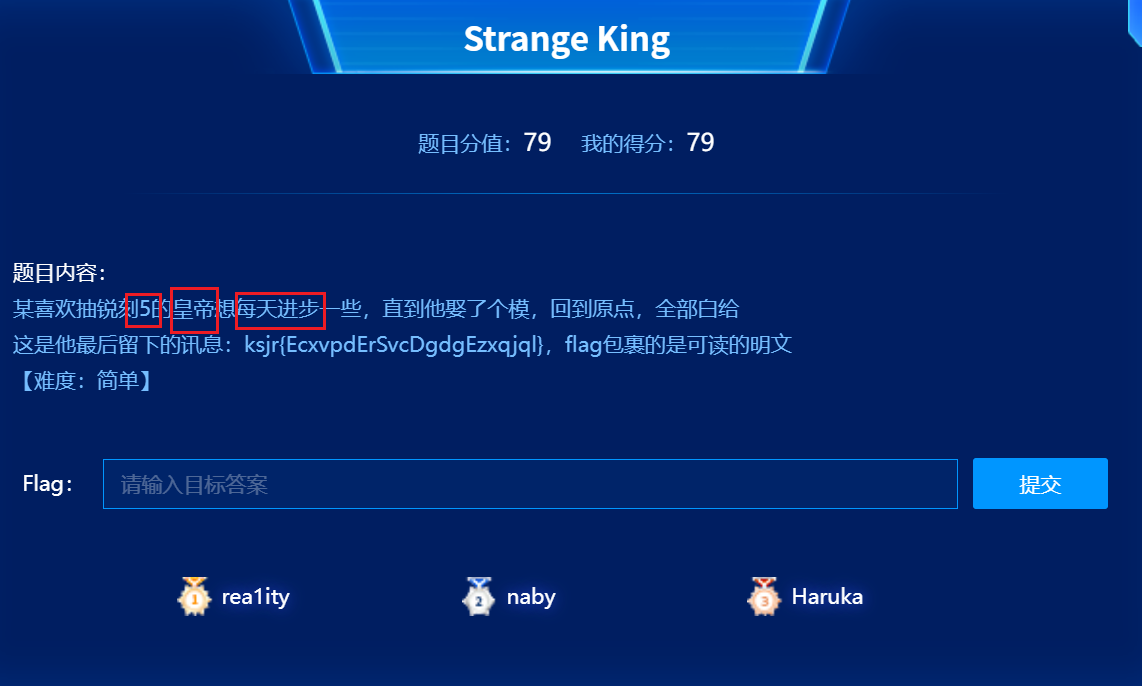 Strange King
题目分值：79 我的得分：79
题目内容：
某喜欢抽锐刻5的皇帝想每天进步一些，直到他娶了个模，回到原点，全部白给
这是他最后留下的讯息：ksjr{EcxvpdErSvcDgdgEzxqjql}，flag包裹的是可读的明文
【难度：简单】
Flag：
请输入目标答案
提交
1 rea1ity 2 naby 3 Haruka